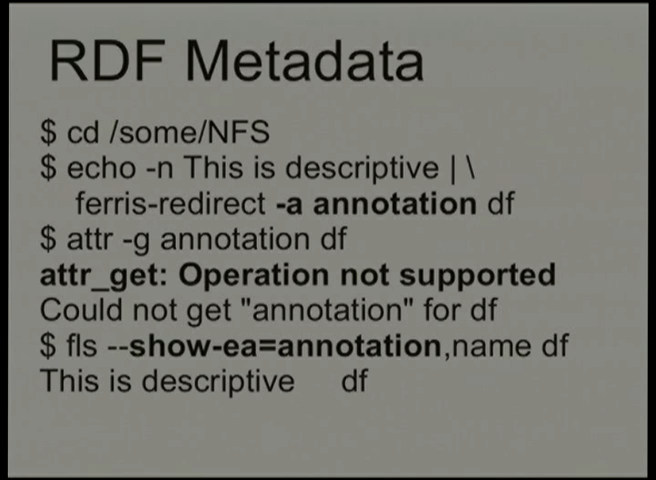 RDF Metadata
$ cd /some/NFS
$ echo -n This is descriptive | \
ferris-redirect -a annotation df
$ attr -g annotation df
attr_get: Operation not supported
Could not get "annotation" for df
$ fls --show-ea=annotation,name df
This is descriptive df